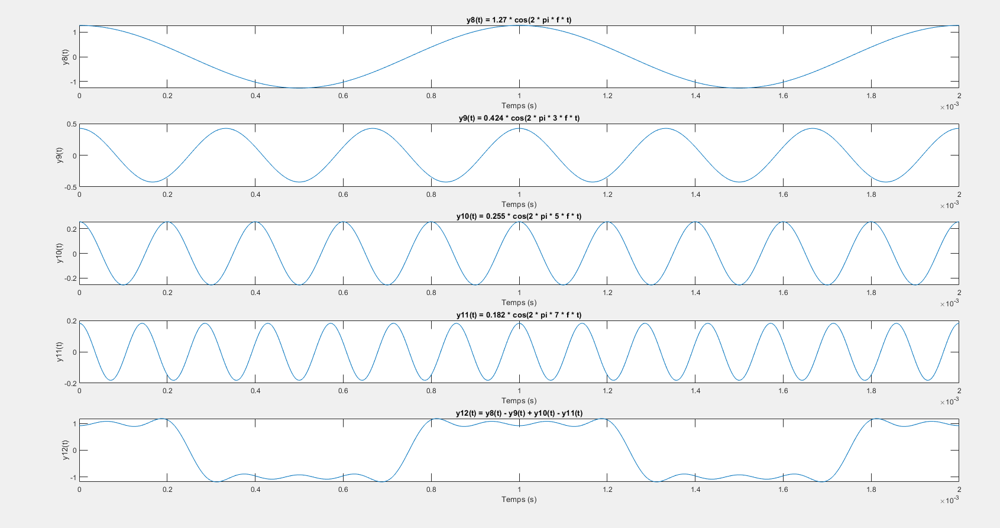 y8(t) = 1.27 * cos(2 * pi * f * t)
y8(t)
1
0
-1
0 0.2 0.4 0.6 0.8 1 1.2 1.4 1.6 1.8 2
Temps (s)
×10-3
y9(t) = 0.424 * cos(2 * pi * 3 * f * t)
y9(t)
0.5
0
-0.5
0 0.2 0.4 0.6 0.8 1 1.2 1.4 1.6 1.8 2
Temps (s)
×10-3
y10(t) = 0.255 * cos(2 * pi * 5 * f * t)
y10(t)
0.2
0
-0.2
0 0.2 0.4 0.6 0.8 1 1.2 1.4 1.6 1.8 2
Temps (s)
×10-3
y11(t) = 0.182 * cos(2 * pi * 7 * f * t)
y11(t)
0.2
0
-0.2
0 0.2 0.4 0.6 0.8 1 1.2 1.4 1.6 1.8 2
Temps (s)
×10-3
y12(t) = y8(t) - y9(t) + y10(t) - y11(t)
y12(t)
1
0
-1
0 0.2 0.4 0.6 0.8 1 1.2 1.4 1.6 1.8 2
Temps (s)
×10-3